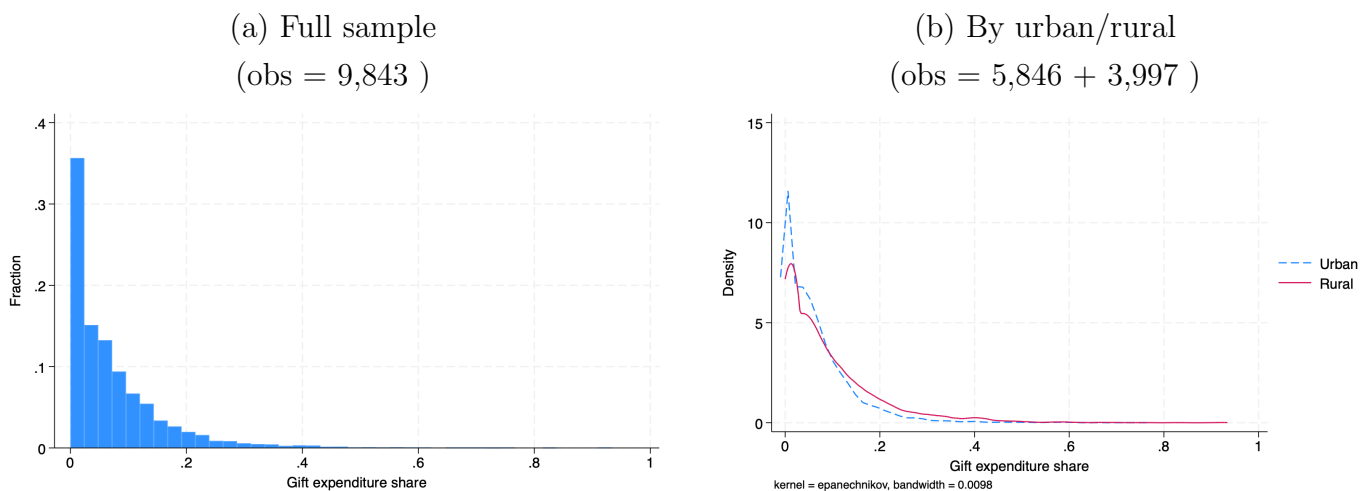 (a) Full sample
(obs = 9,843 )
.4
.3
.2
.1
0
Fraction
0
.2
.4
.6
.8
1
Gift expenditure share
(b) By urban/rural
(obs = 5,846 + 3,997 )
15
10
5
0
Density
0
.2
.4
.6
.8
1
Gift expenditure share
kernel = epanechnikov, bandwidth = 0.0098
Urban
Rural